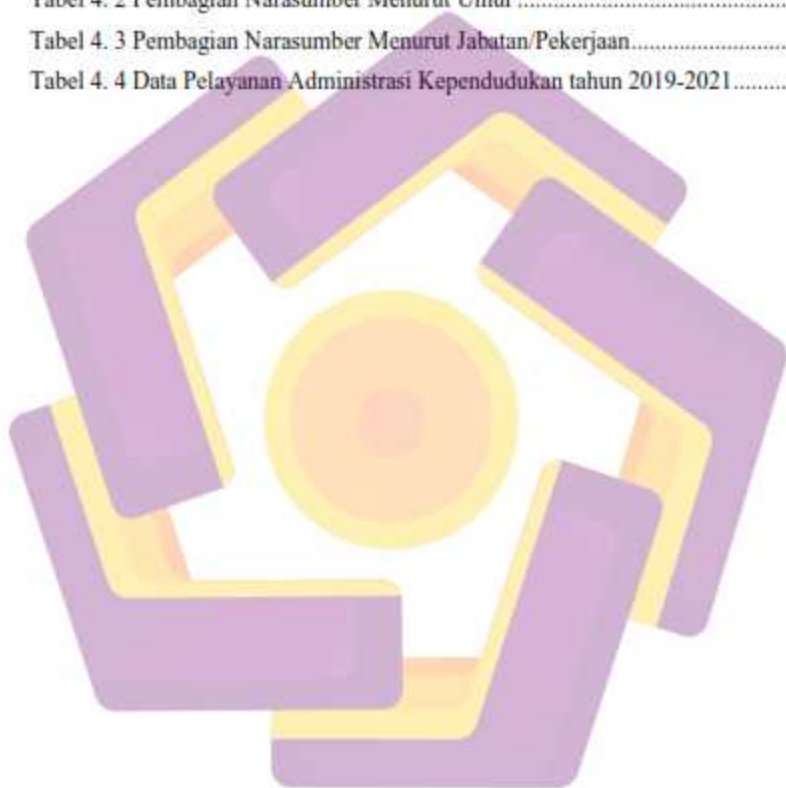 Tabel 4. 2 Pembagian Narasumber Menurut Umur ....................................................
Tabel 4. 3 Pembagian Narasumber Menurut Jabatan/Pekerjaan...........................
Tabel 4. 4 Data Pelayanan Administrasi Kependudukan tahun 2019-2021.........